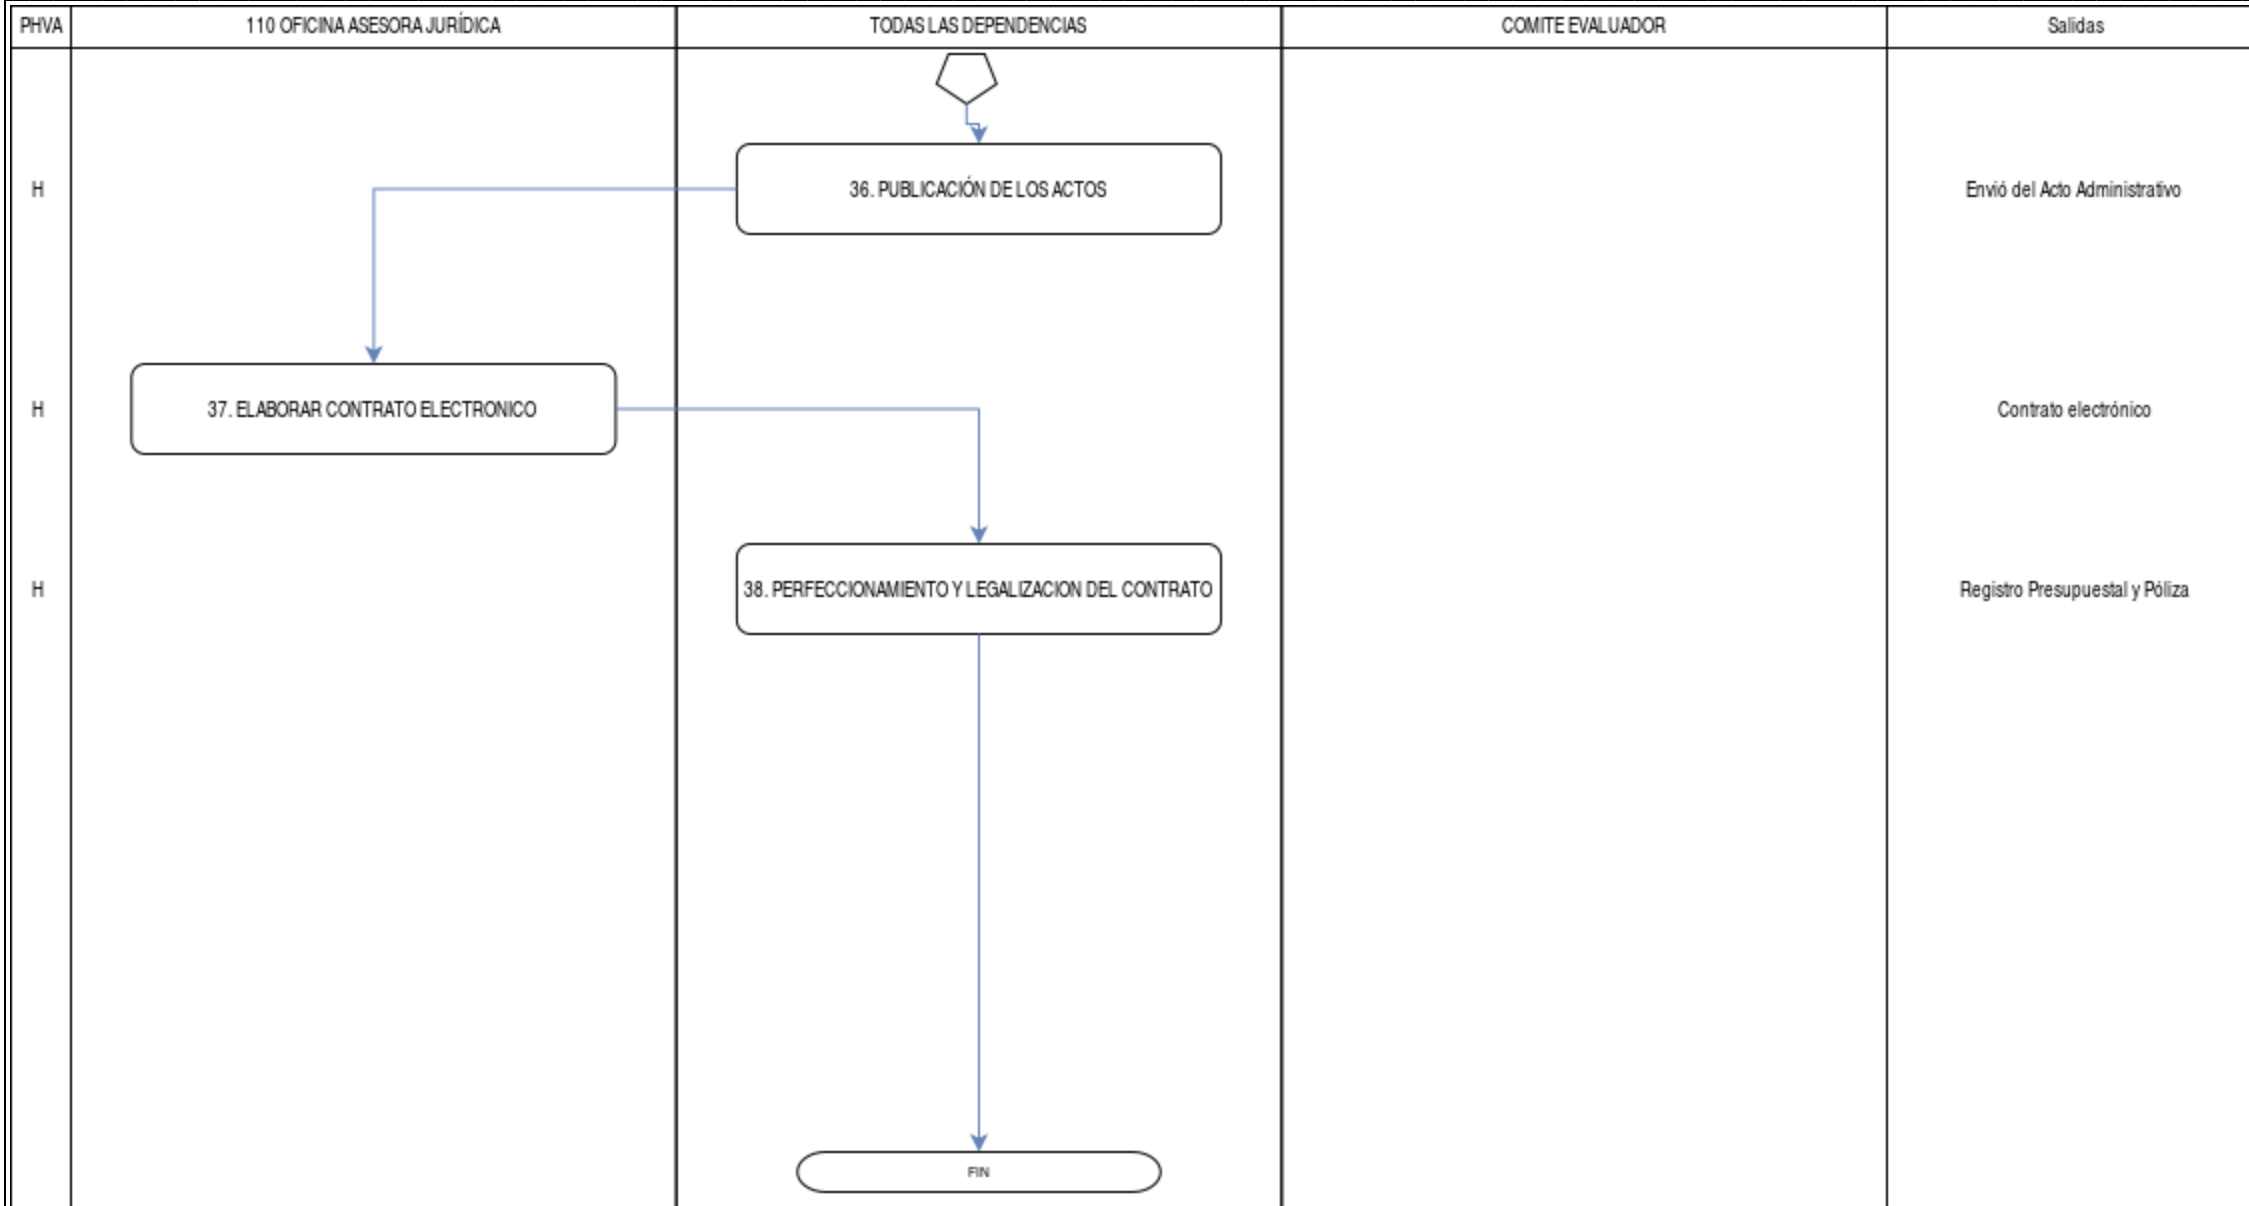 PHVA 110 OFICINA ASESORA JURÍDICA TODAS LAS DEPENDENCIAS COMITE EVALUADOR Salidas
H 36. PUBLICACIÓN DE LOS ACTOS Envió del Acto Administrativo
H 37. ELABORAR CONTRATO ELECTRONICO Contrato electrónico
H 38. PERFECCIONAMIENTO Y LEGALIZACION DEL CONTRATO Registro Presupuestal y Póliza
FIN